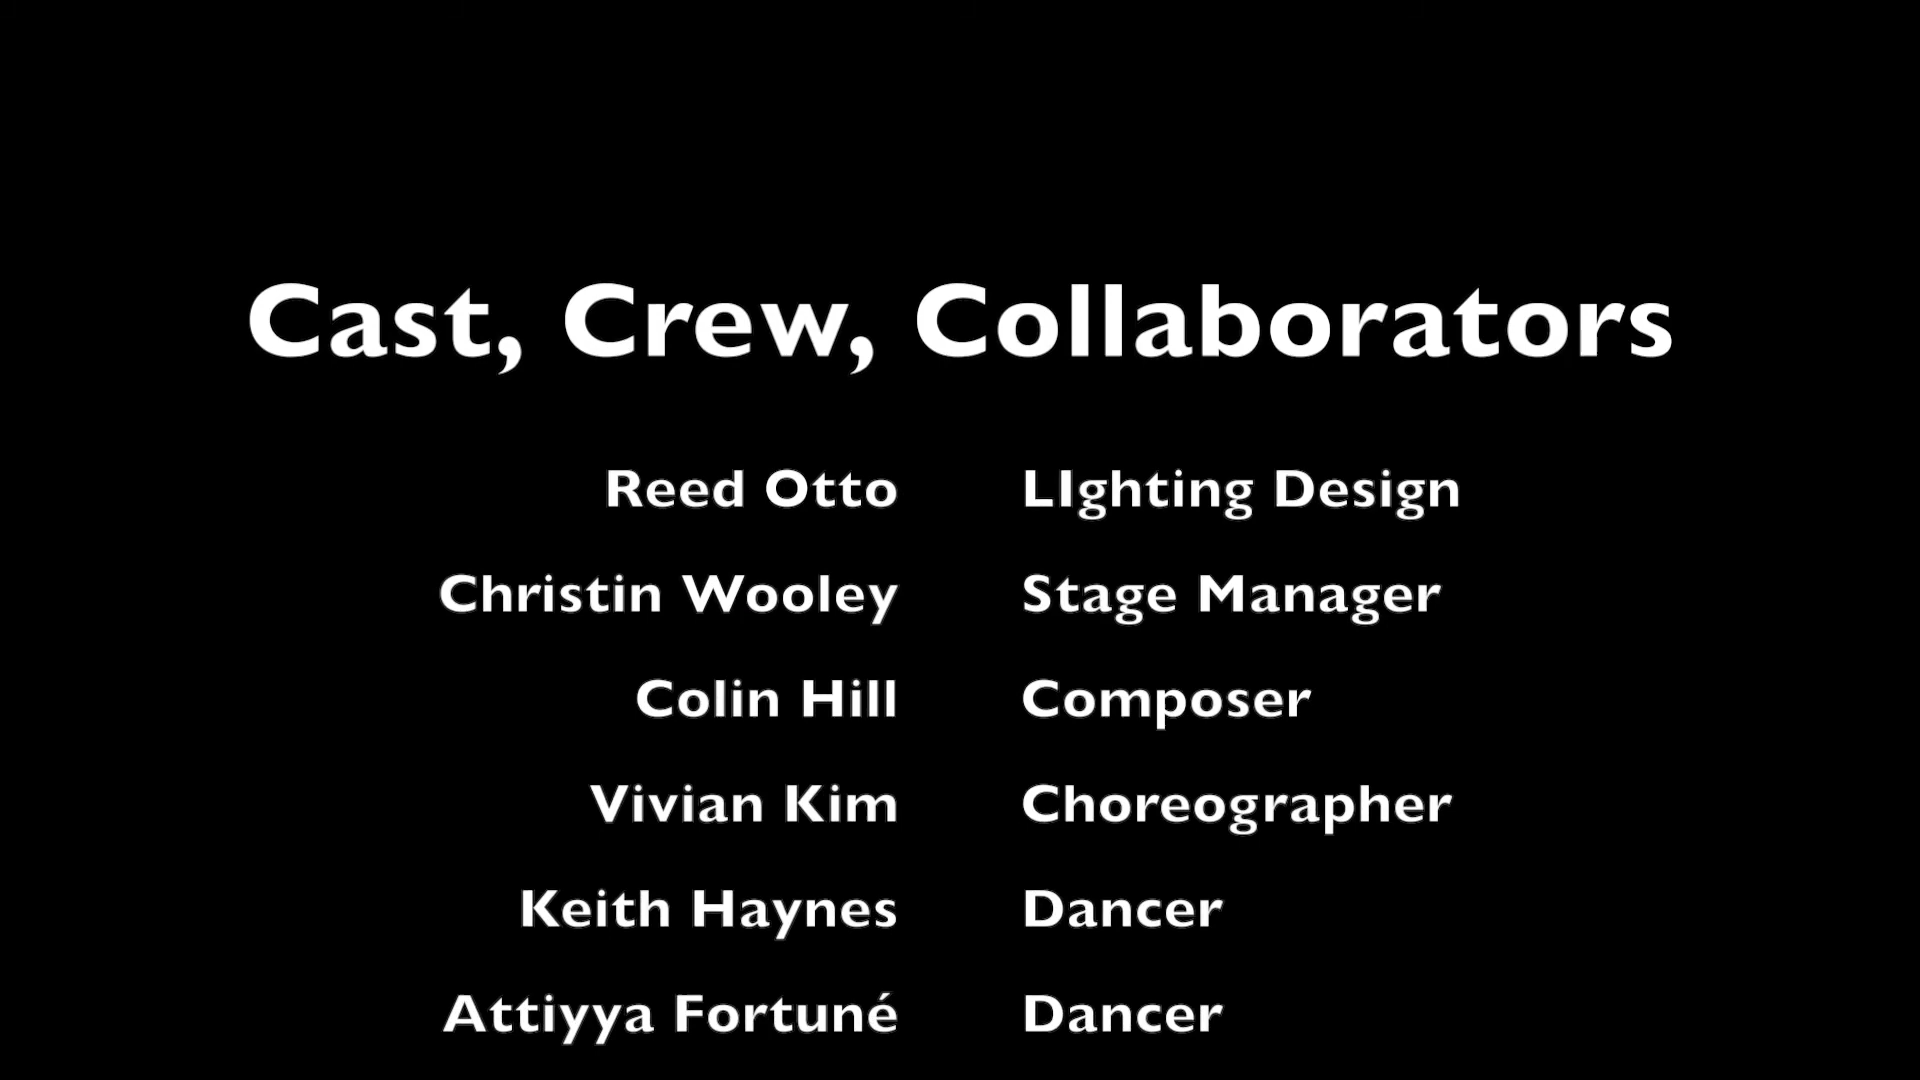 Cast, Crew, Collaborators
Reed Otto LIghting Design
Christin Wooley Stage Manager
Colin Hill Composer
Vivian Kim Choreographer
Keith Haynes Dancer
Attiyya Fortuné Dancer